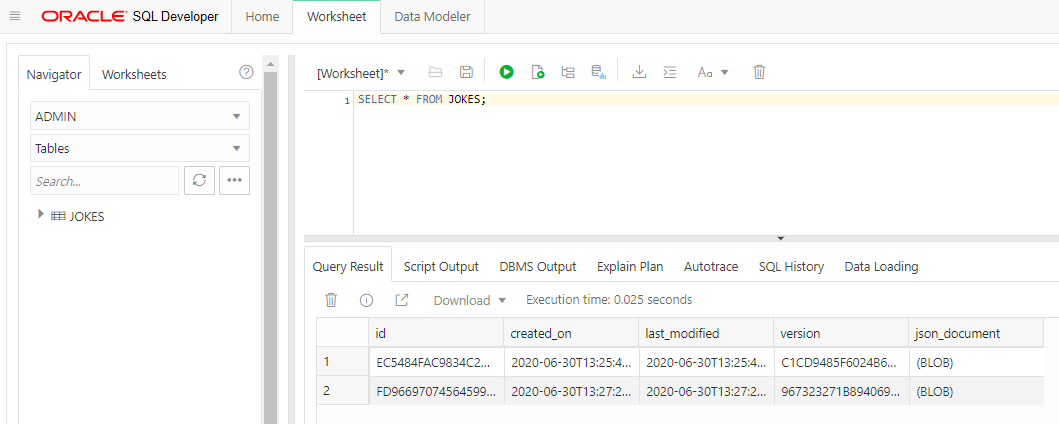 ORACLE SQL Developer Home Worksheet Data Modeler
Navigator Worksheets
ADMIN
Tables
Search...
JOKES
[Worksheet]*
Aa
1 SELECT * FROM JOKES;
Query Result Script Output DBMS Output Explain Plan Autotrace SQL History Data Loading
Download Execution time: 0.025 seconds
id created_on last_modified version json_document
1 EC5484FAC9834C2... 2020-06-30T13:25:4... 2020-06-30T13:25:4... C1CD9485F6024B6... (BLOB)
2 FD96697074564599... 2020-06-30T13:27:2... 2020-06-30T13:27:2... 967323271B894069... (BLOB)